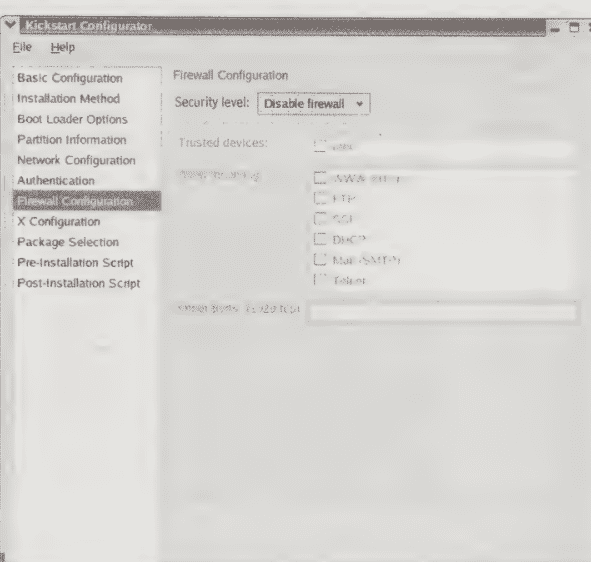 Kickstart Configurator
File Help
Basic Configuration
Installation Method
Boot Loader Options
Partition Information
Network Configuration
Authentication
Firewall Configuration
X Configuration
Package Selection
Pre-Installation Script
Post-Installation Script
Firewall Configuration
Security level: Disable firewall
Trusted devices:
FTP
SSH
DHCP
Mail (SMTP)
Telnet